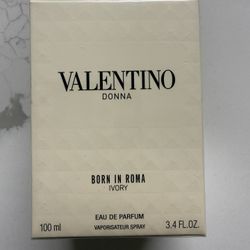 VALENTINO
DONNA
BORN IN ROMA
IVORY
EAU DE PARFUM
100 ml VAPORISATEUR SPRAY 3.4 FL.OZ.